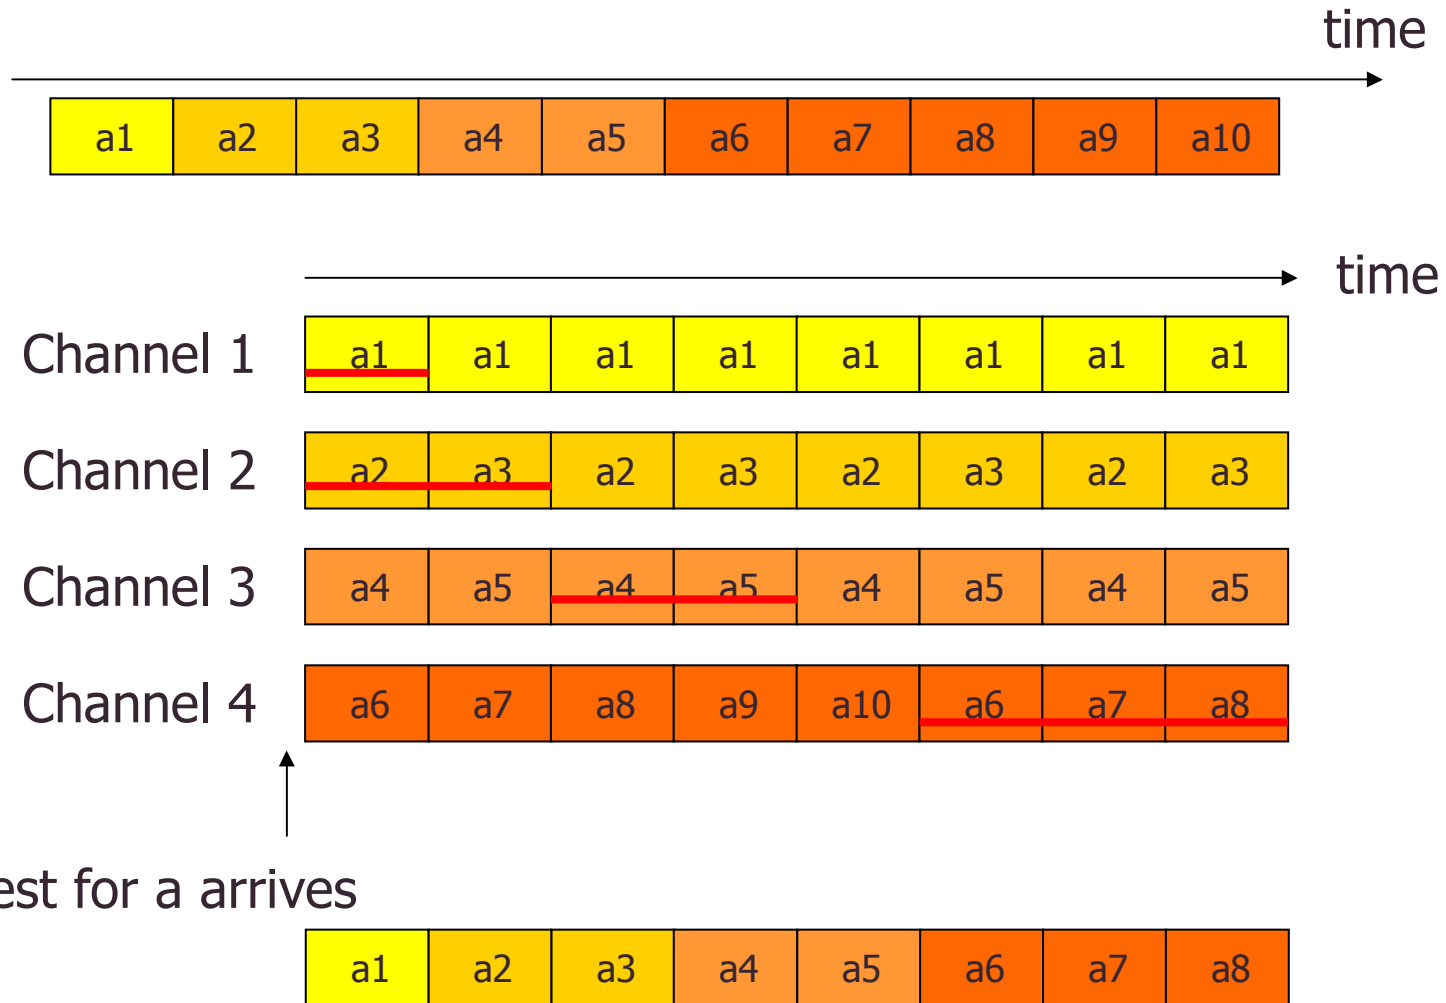 time
a1 a2 a3 a4 a5 a6 a7 a8 a9 a10
time
Channel 1 a1 a1 a1 a1 a1 a1 a1 a1
Channel 2 a2 a3 a2 a3 a2 a3 a2 a3
Channel 3 a4 a5 a4 a5 a4 a5 a4 a5
Channel 4 a6 a7 a8 a9 a10 a6 a7 a8
est for a arrives
a1 a2 a3 a4 a5 a6 a7 a8